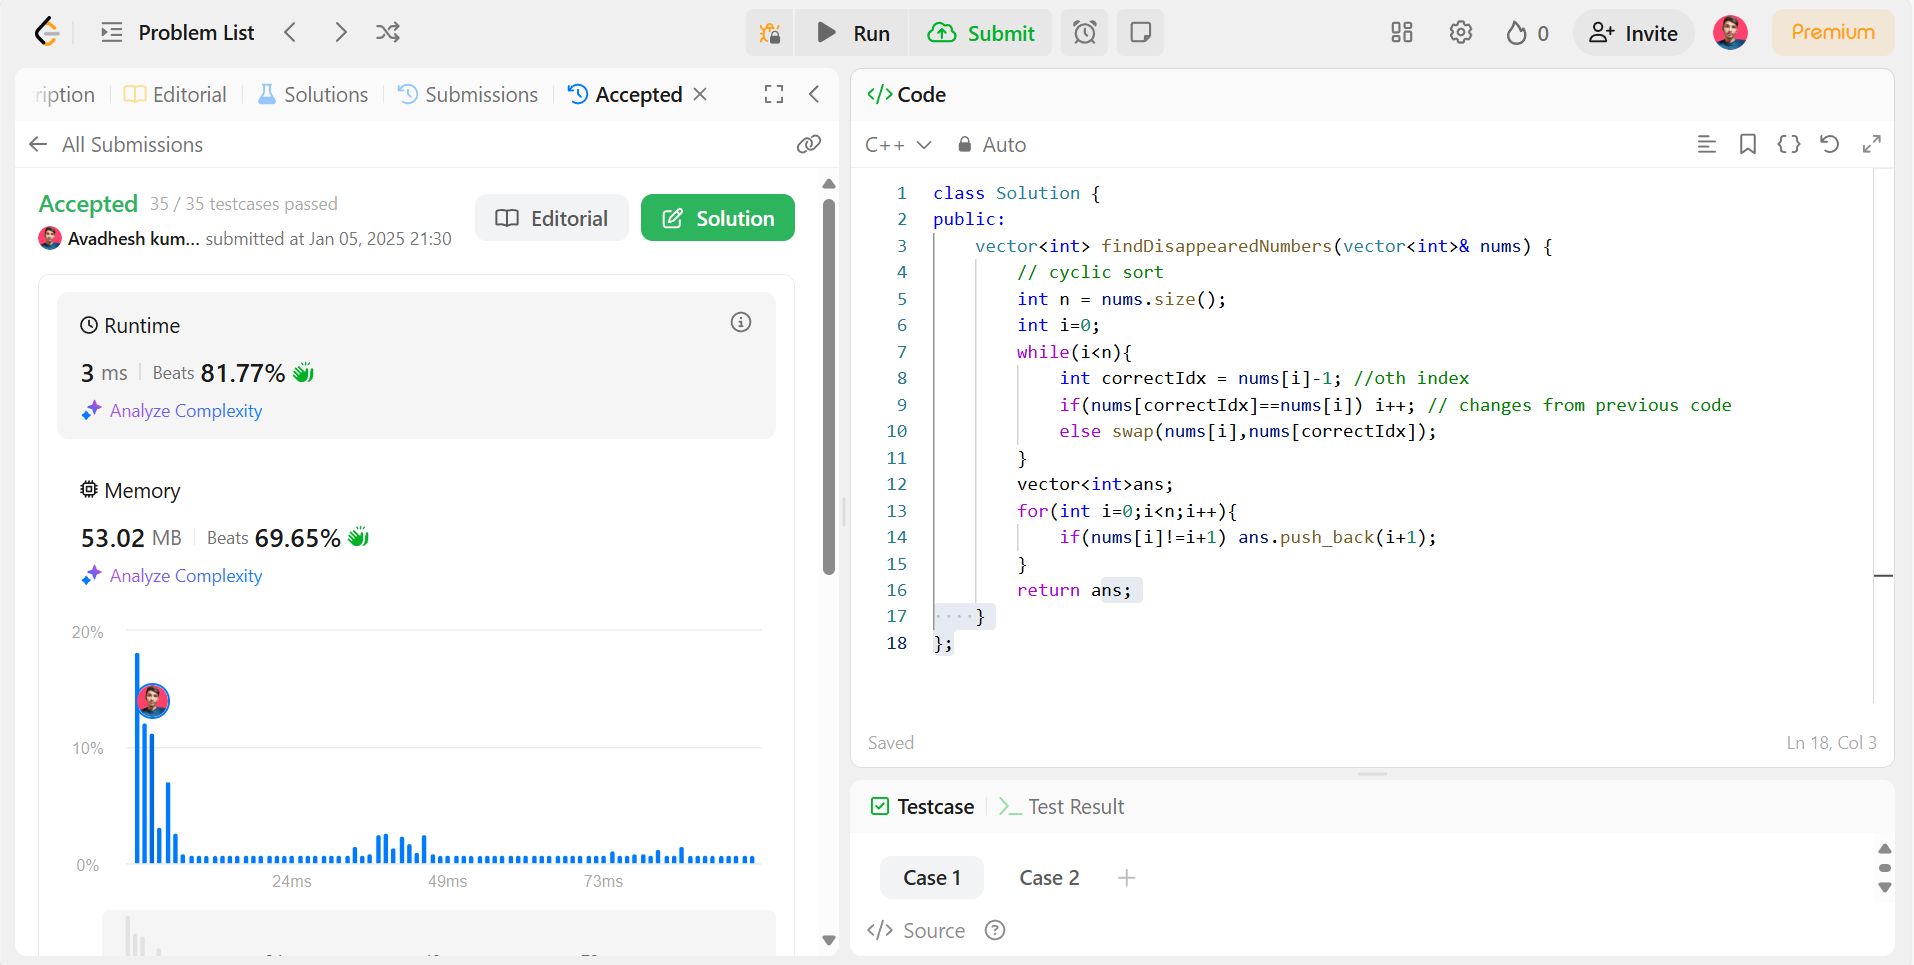 Problem List
Run
Submit
0
Invite
Premium
ription
Editorial
Solutions
Submissions
Accepted
All Submissions
Accepted 35 / 35 testcases passed
Avadhesh kum... submitted at Jan 05, 2025 21:30
Editorial
Solution
Runtime
3 ms Beats 81.77%
Analyze Complexity
Memory
53.02 MB Beats 69.65%
Analyze Complexity
20%
10%
0%
24ms 49ms 73ms
</> Code
C++ Auto
1 class Solution {
2 public:
3     vector<int> findDisappearedNumbers(vector<int>& nums) {
4         // cyclic sort
5         int n = nums.size();
6         int i=0;
7         while(i<n){
8             int correctIdx = nums[i]-1; //oth index
9             if(nums[correctIdx]==nums[i]) i++; // changes from previous code
10             else swap(nums[i],nums[correctIdx]);
11         }
12         vector<int>ans;
13         for(int i=0;i<n;i++){
14             if(nums[i]!=i+1) ans.push_back(i+1);
15         }
16         return ans;
17     }
18 };
Saved
Ln 18, Col 3
Testcase
>_ Test Result
Case 1
Case 2
+
</> Source ?